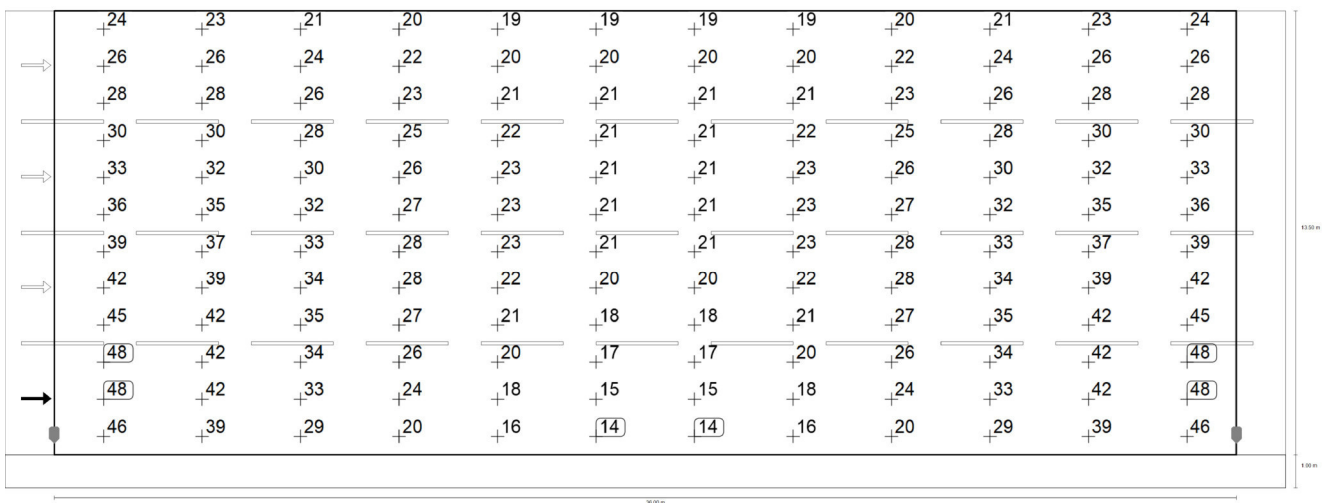 24 23 21 20 19 19 19 19 20 21 23 24
26 26 24 22 20 20 20 20 22 24 26 26
28 28 26 23 21 21 21 21 23 26 28 28
30 30 28 25 22 21 21 22 25 28 30 30
33 32 30 26 23 21 21 23 26 30 32 33
36 35 32 27 23 21 21 23 27 32 35 36
39 37 33 28 23 21 21 23 28 33 37 39
13.00 m
42 39 34 28 22 20 20 22 28 34 39 42
45 42 35 27 21 18 18 21 27 35 42 45
48 42 34 26 20 17 17 20 26 34 42 48
48 42 33 24 18 15 15 18 24 33 42 48
46 39 29 20 16 14 14 16 20 29 39 46
1.00 m